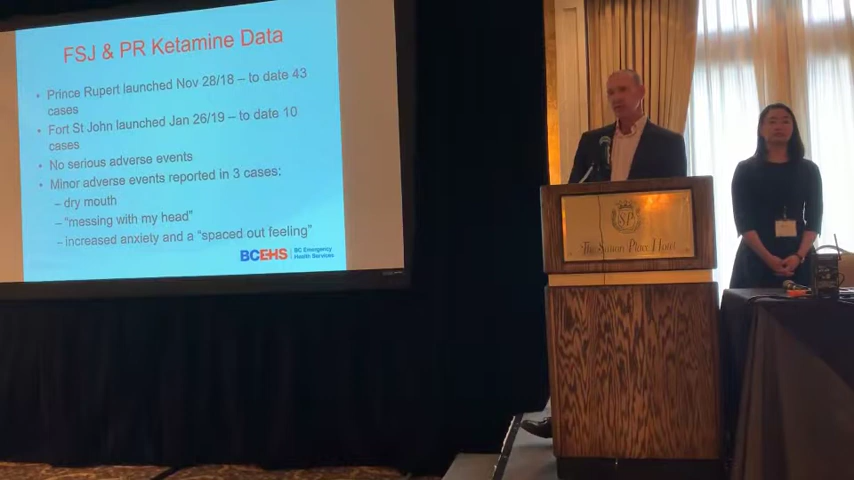 FSJ & PR Ketamine Data
• Prince Rupert launched Nov 28/18 – to date 43
cases
• Fort St John launched Jan 26/19 – to date 10
cases
• No serious adverse events
• Minor adverse events reported in 3 cases:
– dry mouth
– "messing with my head"
– increased anxiety and a "spaced out feeling"
BCEHS BC Emergency
Health Services
SP
The Sutton Place Hotel